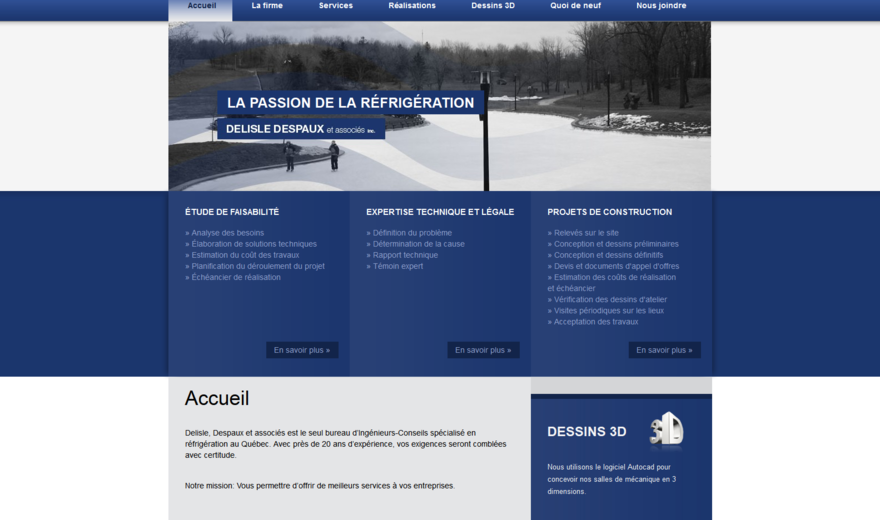 Accueil La firme Services Réalisations Dessins 3D Quoi de neuf Nous joindre
LA PASSION DE LA RÉFRIGÉRATION
DELISLE DESPAUX et associés inc.
ÉTUDE DE FAISABILITÉ
» Analyse des besoins
» Élaboration de solutions techniques
» Estimation du coût des travaux
» Planification du déroulement du projet
» Échéancier de réalisation
En savoir plus »
EXPERTISE TECHNIQUE ET LÉGALE
» Définition du problème
» Détermination de la cause
» Rapport technique
» Témoin expert
En savoir plus »
PROJETS DE CONSTRUCTION
» Relevés sur le site
» Conception et dessins préliminaires
» Conception et dessins définitifs
» Devis et documents d'appel d'offres
» Estimation des coûts de réalisation
et échéancier
» Vérification des dessins d'atelier
» Visites périodiques sur les lieux
» Acceptation des travaux
En savoir plus »
Accueil
Delisle, Despaux et associés est le seul bureau d'Ingénieurs-Conseils spécialisé en
réfrigération au Québec. Avec près de 20 ans d'expérience, vos exigences seront comblées
avec certitude.
Notre mission: Vous permettre d'offrir de meilleurs services à vos entreprises.
DESSINS 3D
3D
Nous utilisons le logiciel Autocad pour
concevoir nos salles de mécanique en 3
dimensions.